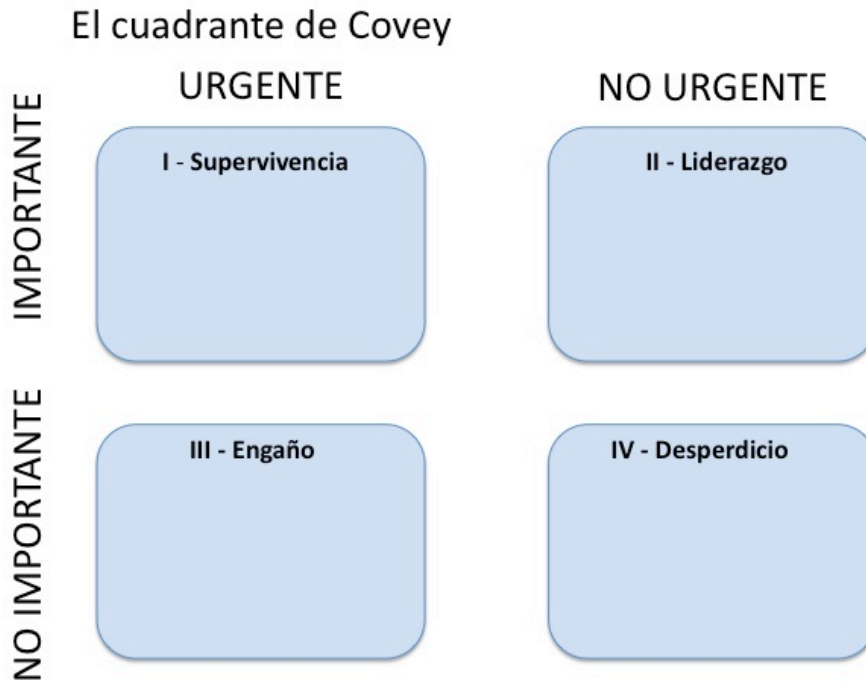 El cuadrante de Covey
URGENTE
NO URGENTE
IMPORTANTE
I - Supervivencia
II - Liderazgo
NO IMPORTANTE
III - Engaño
IV - Desperdicio